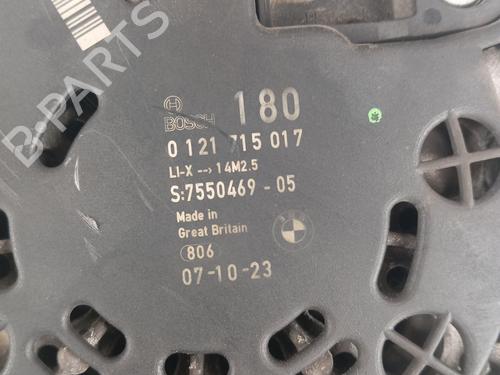 B-PARTS
BOSCH 180
0 121 715 017
LI-X --> 14M2.5
S:7550469 - 05
Made in
Great Britain
806
07-10-23